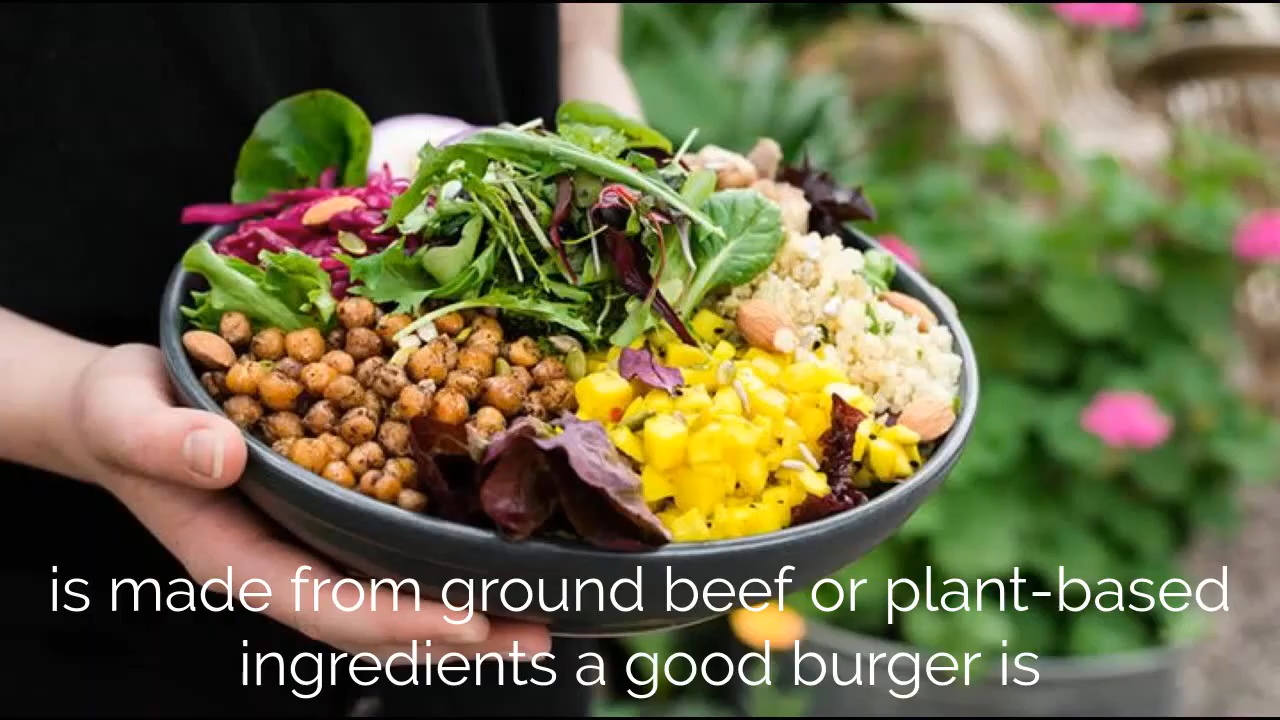 is made from ground beef or plant-based
ingredients a good burger is